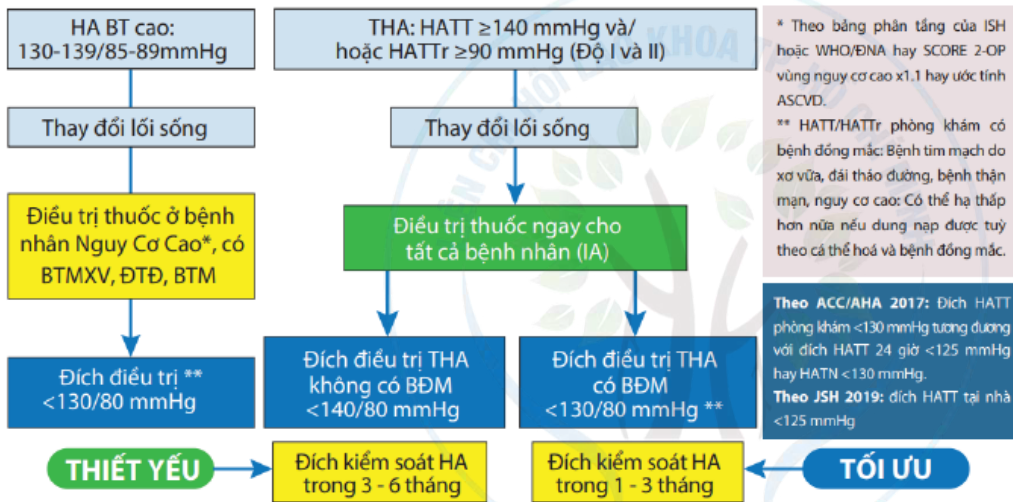 HA BT cao:
130-139/85-89mmHg
THA: HATT ≥140 mmHg và/
hoặc HATTr ≥90 mmHg (Độ I và II)
Thay đổi lối sống
Thay đổi lối sống
Điều trị thuốc ở bệnh
nhân Nguy Cơ Cao*, có
BTMXV, ĐTĐ, BTM
Điều trị thuốc ngay cho
tất cả bệnh nhân (IA)
Đích điều trị **
<130/80 mmHg
Đích điều trị THA
không có BĐM
<140/80 mmHg
Đích điều trị THA
có BĐM
<130/80 mmHg **
THIẾT YẾU
Đích kiểm soát HA
trong 3 - 6 tháng
Đích kiểm soát HA
trong 1 - 3 tháng
TỐI ƯU
* Theo bảng phân tầng của ISH
hoặc WHO/ĐNA hay SCORE 2-OP
vùng nguy cơ cao x1.1 hay ước tính
ASCVD.
** HATT/HATTr phòng khám có
bệnh đồng mắc: Bệnh tim mạch do
xơ vữa, đái tháo đường, bệnh thận
mạn, nguy cơ cao: Có thể hạ thấp
hơn nữa nếu dung nạp được tuỳ
theo cá thể hoá và bệnh đồng mắc.
Theo ACC/AHA 2017: Đích HATT
phòng khám <130 mmHg tương đương
với đích HATT 24 giờ <125 mmHg
hay HATN <130 mmHg.
Theo JSH 2019: đích HATT tại nhà
<125 mmHg